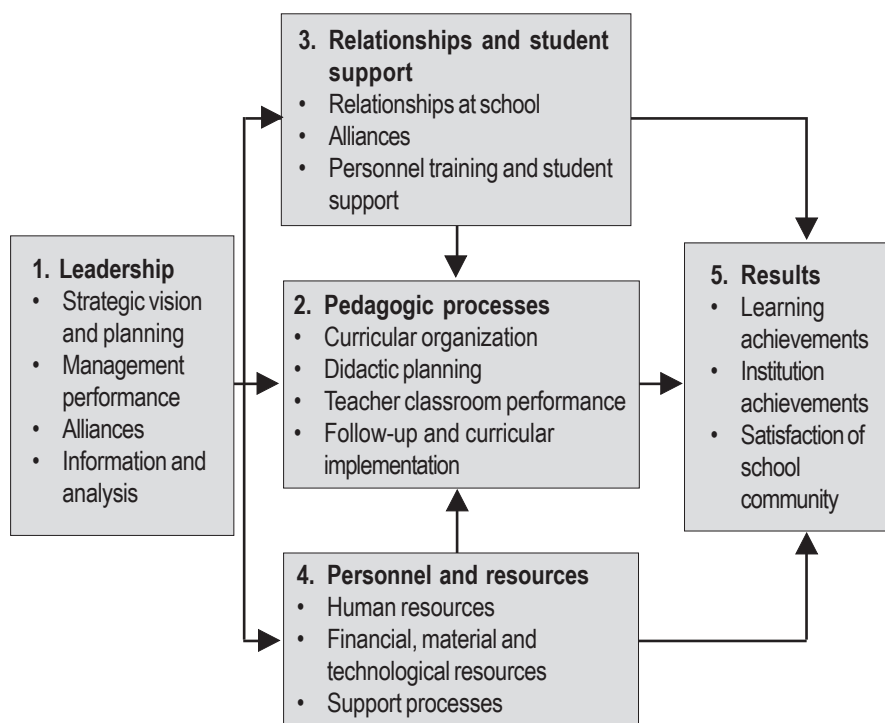 3. Relationships and student
support
• Relationships at school
• Alliances
• Personnel training and student
support
1. Leadership
• Strategic vision
and planning
• Management
performance
• Alliances
• Information and
analysis
2. Pedagogic processes
• Curricular organization
• Didactic planning
• Teacher classroom performance
• Follow-up and curricular
implementation
5. Results
• Learning
achievements
• Institution
achievements
• Satisfaction of
school
community
4. Personnel and resources
• Human resources
• Financial, material and
technological resources
• Support processes